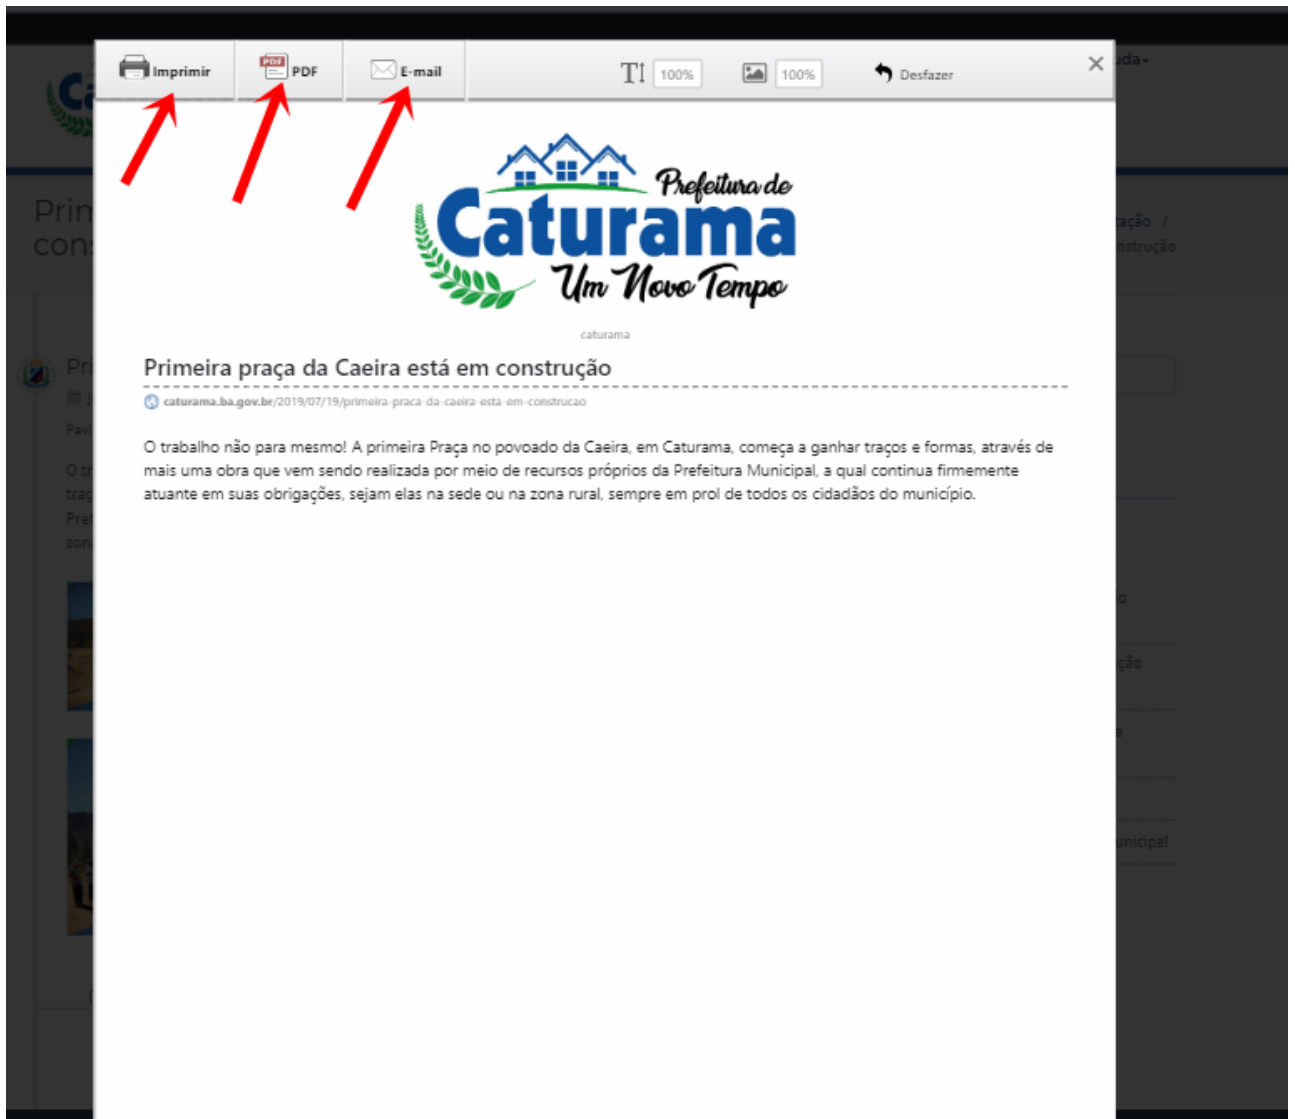 Imprimir
PDF
PDF
E-mail
100%
100%
Desfazer
Prefeitura de
Caturama
Um Novo Tempo
caturama
Primeira praça da Caeira está em construção
caturama.ba.gov.br/2019/07/19/primeira-praca-da-caeira-esta-em-construcao
O trabalho não para mesmo! A primeira Praça no povoado da Caeira, em Caturama, começa a ganhar traços e formas, através de
mais uma obra que vem sendo realizada por meio de recursos próprios da Prefeitura Municipal, a qual continua firmemente
atuante em suas obrigações, sejam elas na sede ou na zona rural, sempre em prol de todos os cidadãos do município.